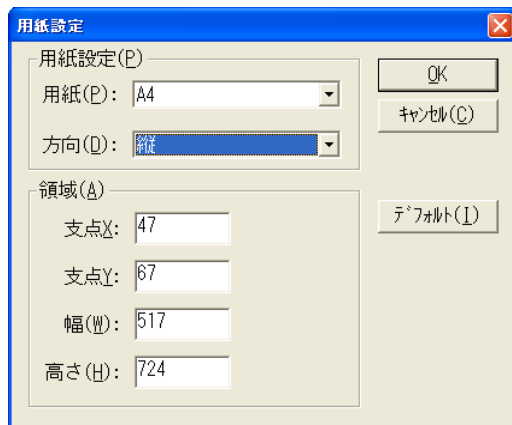 用紙設定
用紙設定(P)
用紙(P): A4
方向(D): 縦
領域(A)
支点X: 47
支点Y: 67
幅(W): 517
高さ(H): 724
OK
ｷｬﾝｾﾙ(C)
ﾃﾞﾌｫﾙﾄ(I)